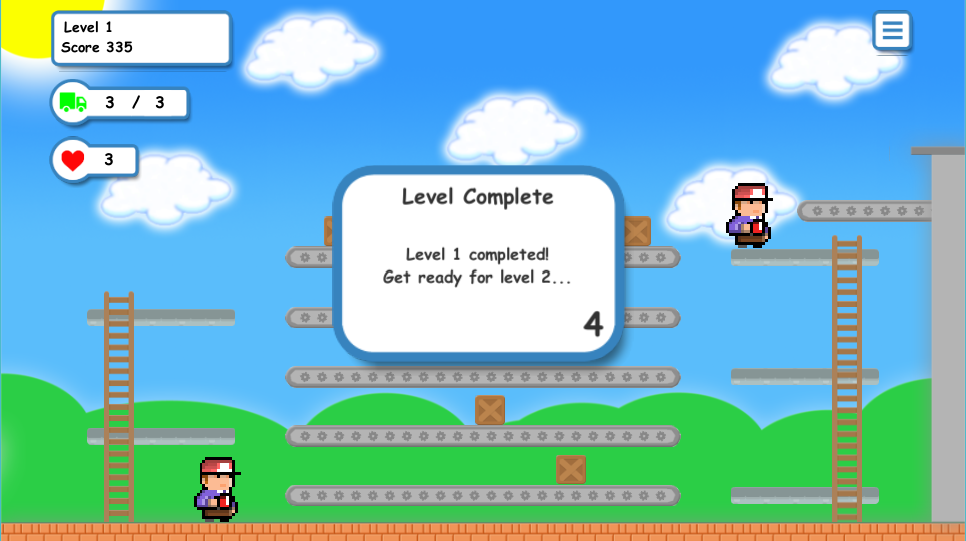 Level 1
Score 335
3 / 3
3
Level Complete
Level 1 completed!
Get ready for level 2...
4